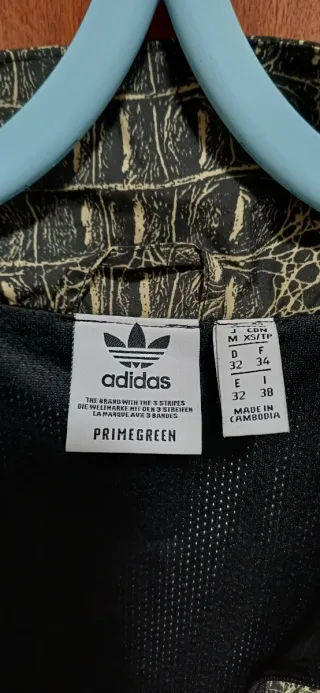 adidas
THE BRAND WITH THE 3 STRIPES
DIE WELTMARKE MIT DEN 3 STREIFEN
LA MARQUE AUX 3 BANDES
PRIMEGREEN
J CDN
M XS/TP
D F
32 34
E I
32 38
MADE IN
CAMBODIA